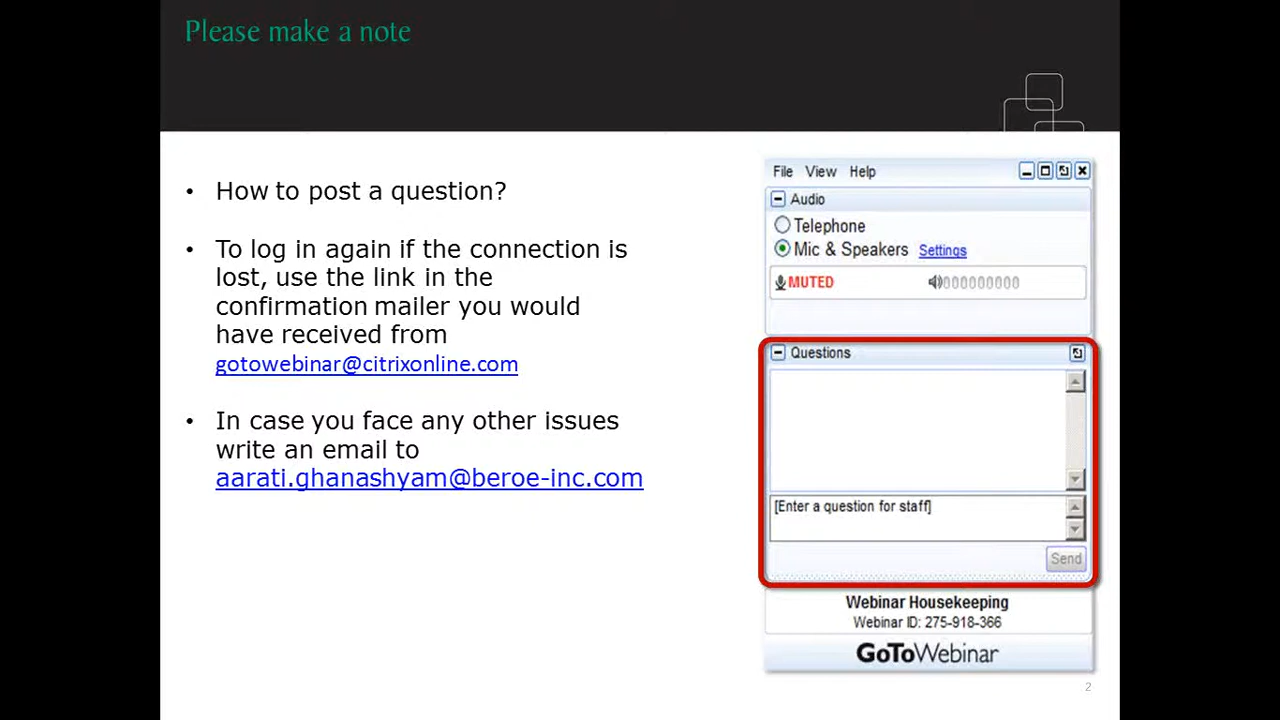 Please make a note
• How to post a question?
• To log in again if the connection is
lost, use the link in the
confirmation mailer you would
have received from
gotowebinar@citrixonline.com
• In case you face any other issues
write an email to
aarati.ghanashyam@beroe-inc.com
File View Help
Audio
Telephone
Mic & Speakers Settings
MUTED 000000000
Questions
[Enter a question for staff]
Send
Webinar Housekeeping
Webinar ID: 275-918-366
GoToWebinar
2